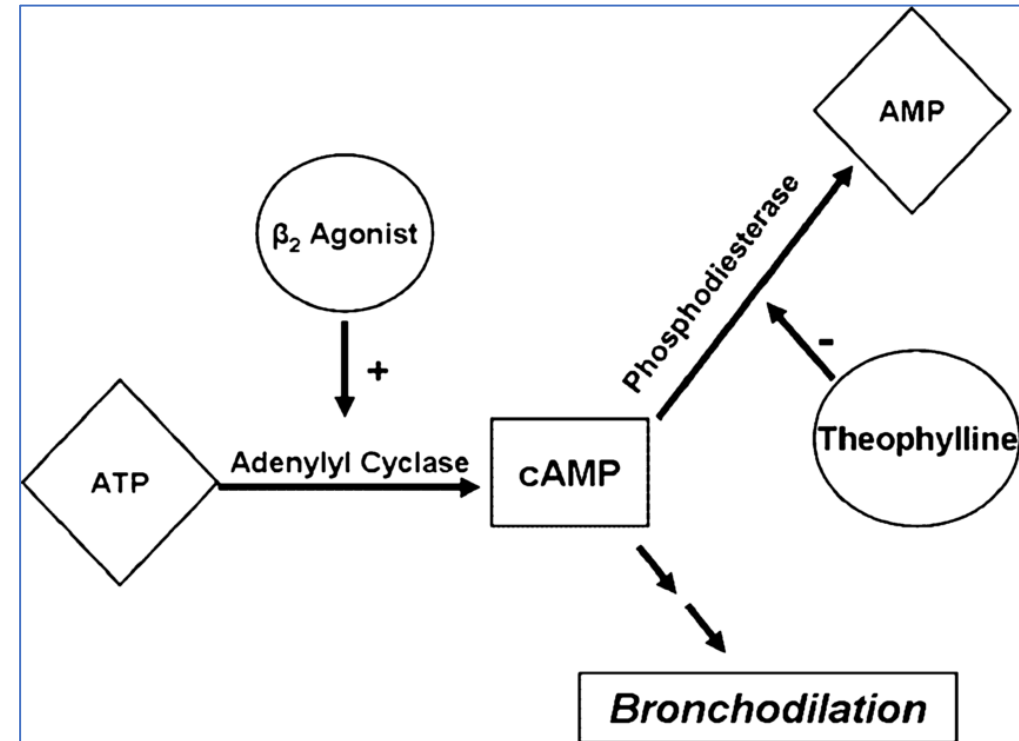 AMP
β₂ Agonist
Phosphodiesterase
+
-
Theophylline
ATP
Adenylyl Cyclase
cAMP
Bronchodilation